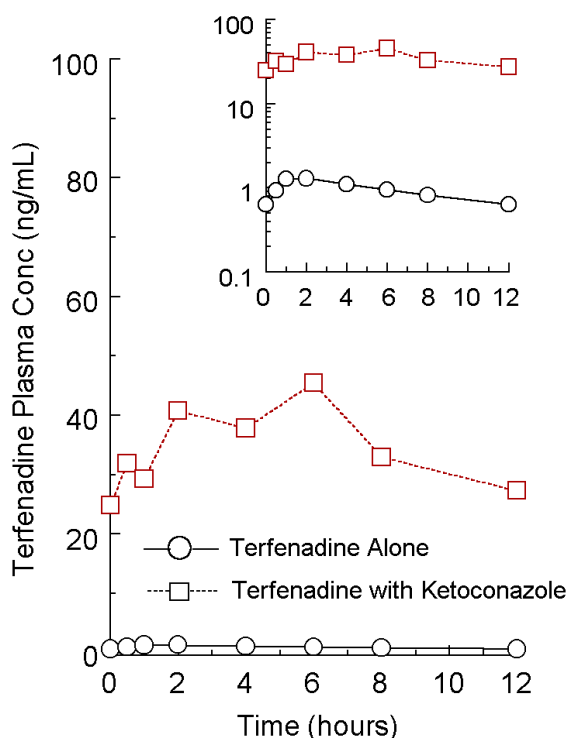 100
10
1
0.1
0 2 4 6 8 10 12
Terfenadine Plasma Conc (ng/mL)
100
80
60
40
20
0
Terfenadine Alone
Terfenadine with Ketoconazole
0 2 4 6 8 10 12
Time (hours)